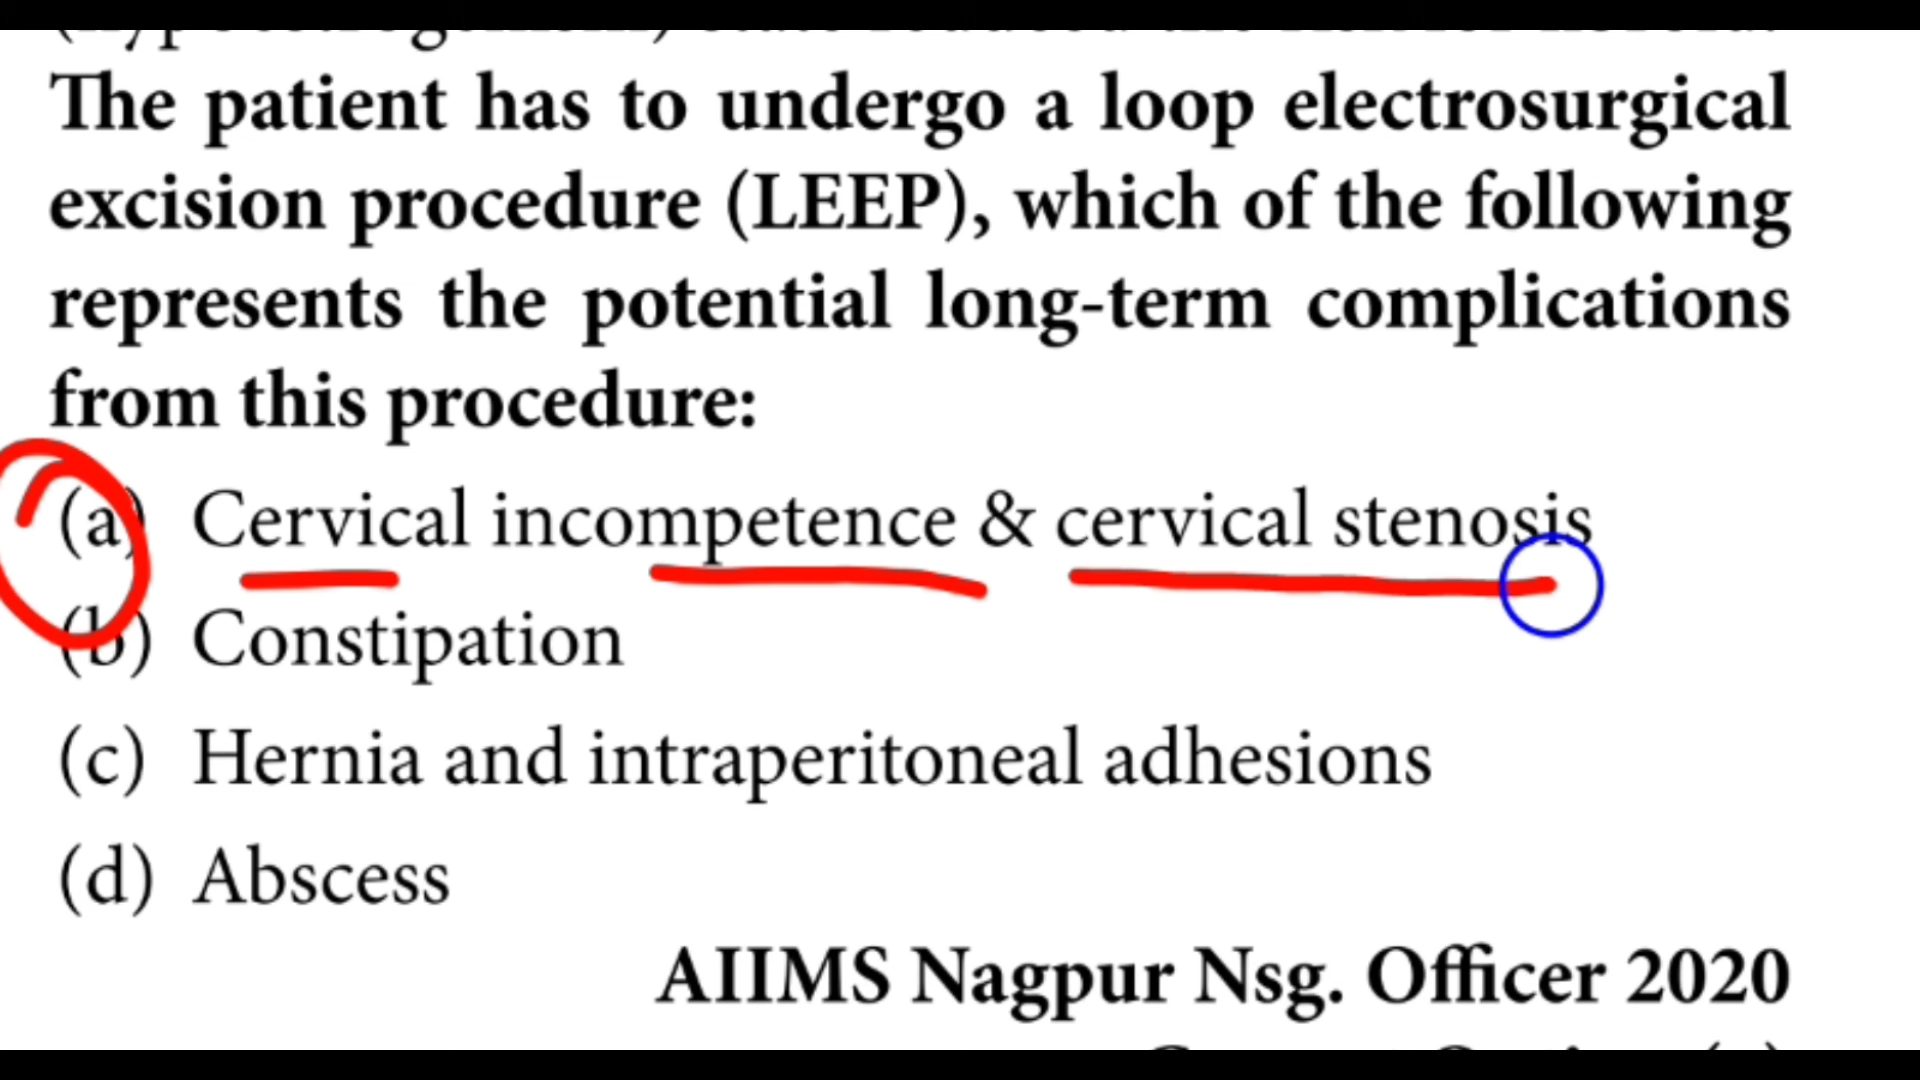 The patient has to undergo a loop electrosurgical
excision procedure (LEEP), which of the following
represents the potential long-term complications
from this procedure:
(a) Cervical incompetence & cervical stenosis
(b) Constipation
(c) Hernia and intraperitoneal adhesions
(d) Abscess
AIIMS Nagpur Nsg. Officer 2020